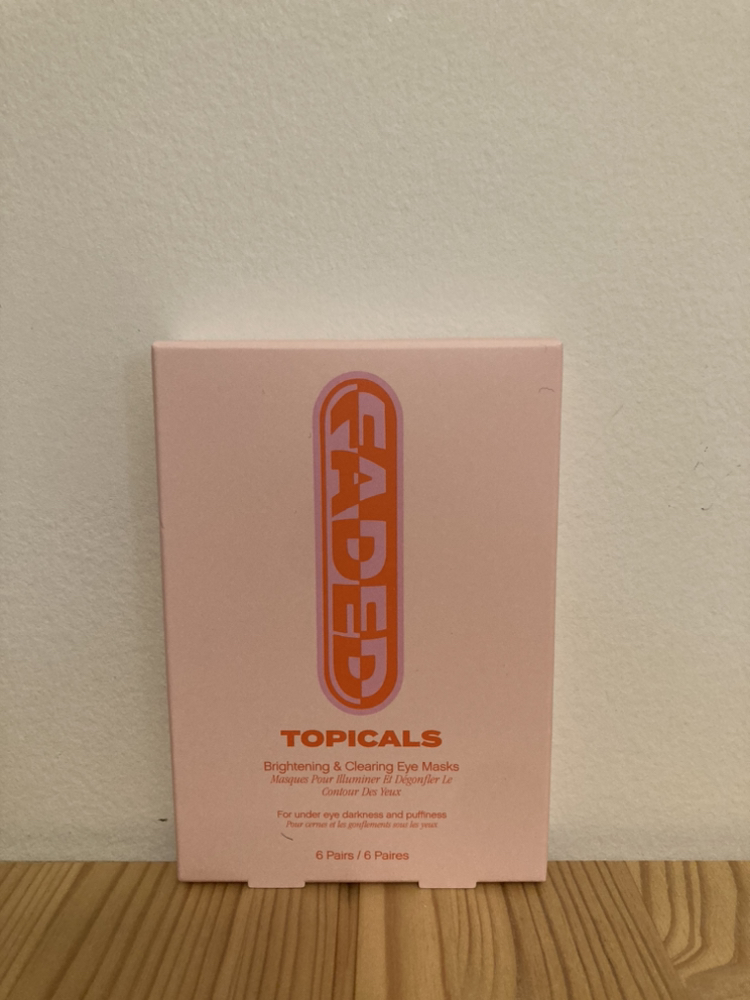 FADED
TOPICALS
Brightening & Clearing Eye Masks
Masques Pour Illuminer Et Dégonfler Le
Contour Des Yeux
For under eye darkness and puffiness
Pour cernes et les gonflements sous les yeux
6 Pairs / 6 Paires